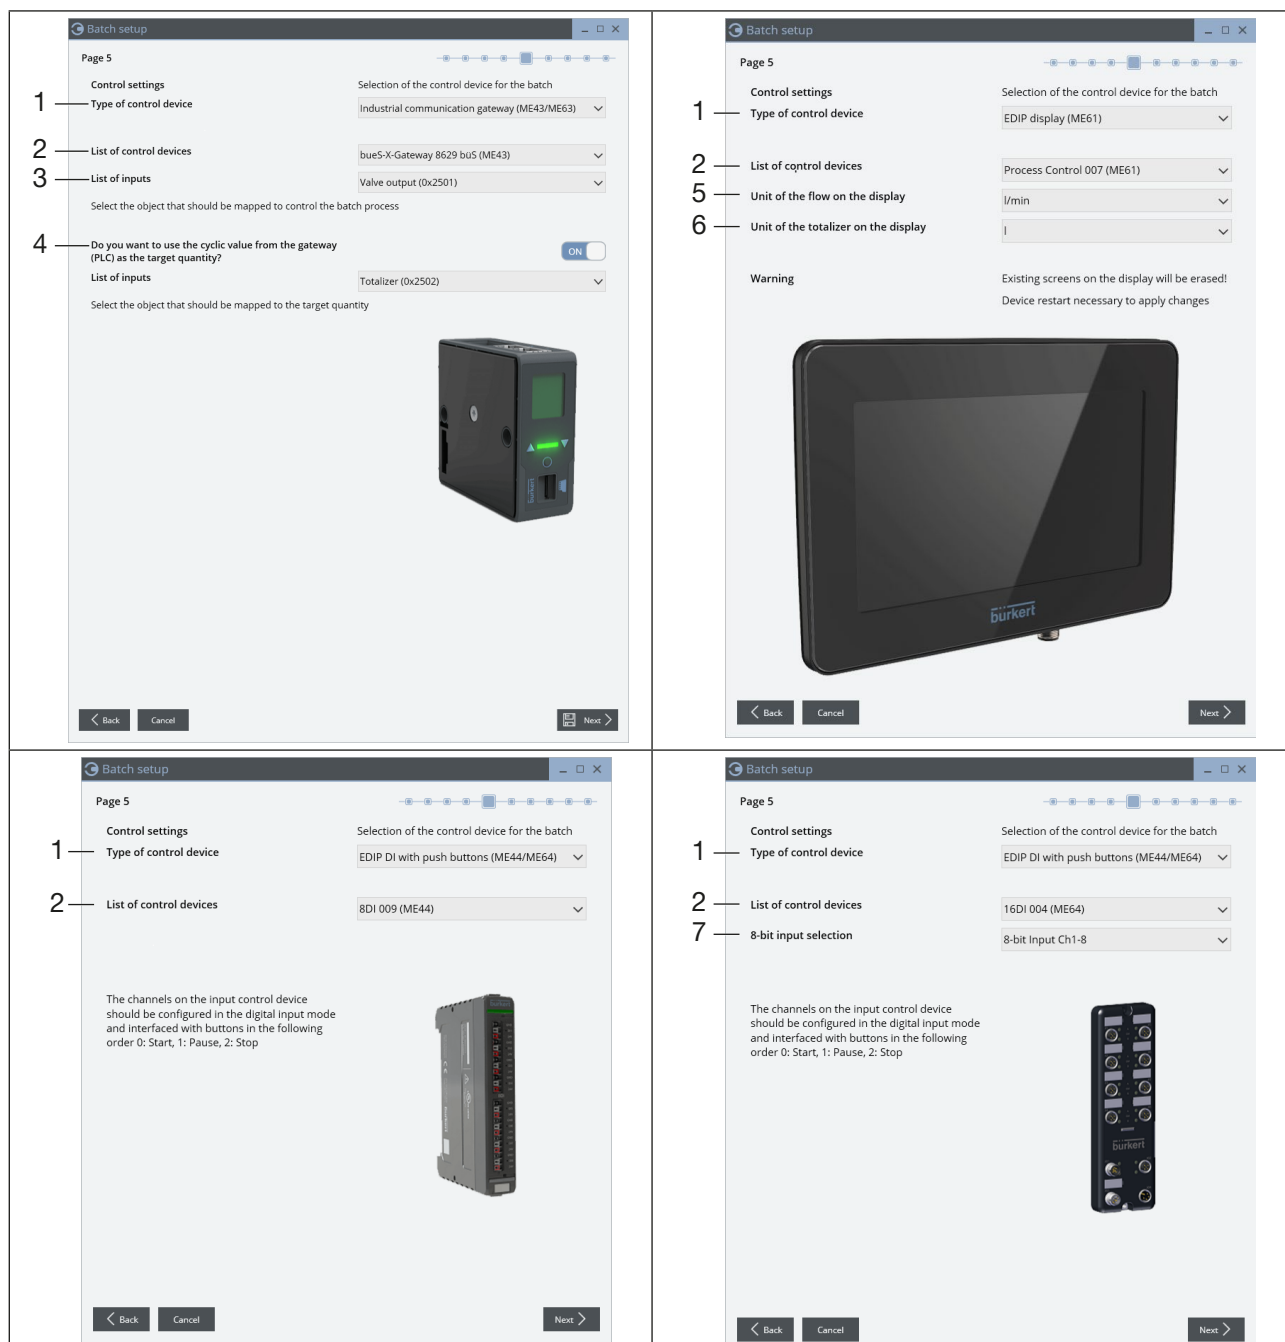 Batch setup
Page 5
Control settings
Selection of the control device for the batch
1
Type of control device
Industrial communication gateway (ME43/ME63)
2
List of control devices
bueS-X-Gateway 8629 büS (ME43)
3
List of inputs
Valve output (0x2501)
Select the object that should be mapped to control the batch process
4
Do you want to use the cyclic value from the gateway
(PLC) as the target quantity?
ON
List of inputs
Totalizer (0x2502)
Select the object that should be mapped to the target quantity
Back
Cancel
Next
Batch setup
Page 5
Control settings
Selection of the control device for the batch
1
Type of control device
EDIP display (ME61)
2
List of control devices
Process Control 007 (ME61)
5
Unit of the flow on the display
l/min
6
Unit of the totalizer on the display
l
Warning
Existing screens on the display will be erased!
Device restart necessary to apply changes
bürkert
Back
Cancel
Next
Batch setup
Page 5
Control settings
Selection of the control device for the batch
1
Type of control device
EDIP DI with push buttons (ME44/ME64)
2
List of control devices
8DI 009 (ME44)
The channels on the input control device
should be configured in the digital input mode
and interfaced with buttons in the following
order 0: Start, 1: Pause, 2: Stop
Back
Cancel
Next
Batch setup
Page 5
Control settings
Selection of the control device for the batch
1
Type of control device
EDIP DI with push buttons (ME44/ME64)
2
List of control devices
16DI 004 (ME64)
7
8-bit input selection
8-bit Input Ch1-8
The channels on the input control device
should be configured in the digital input mode
and interfaced with buttons in the following
order 0: Start, 1: Pause, 2: Stop
bürkert
Back
Cancel
Next